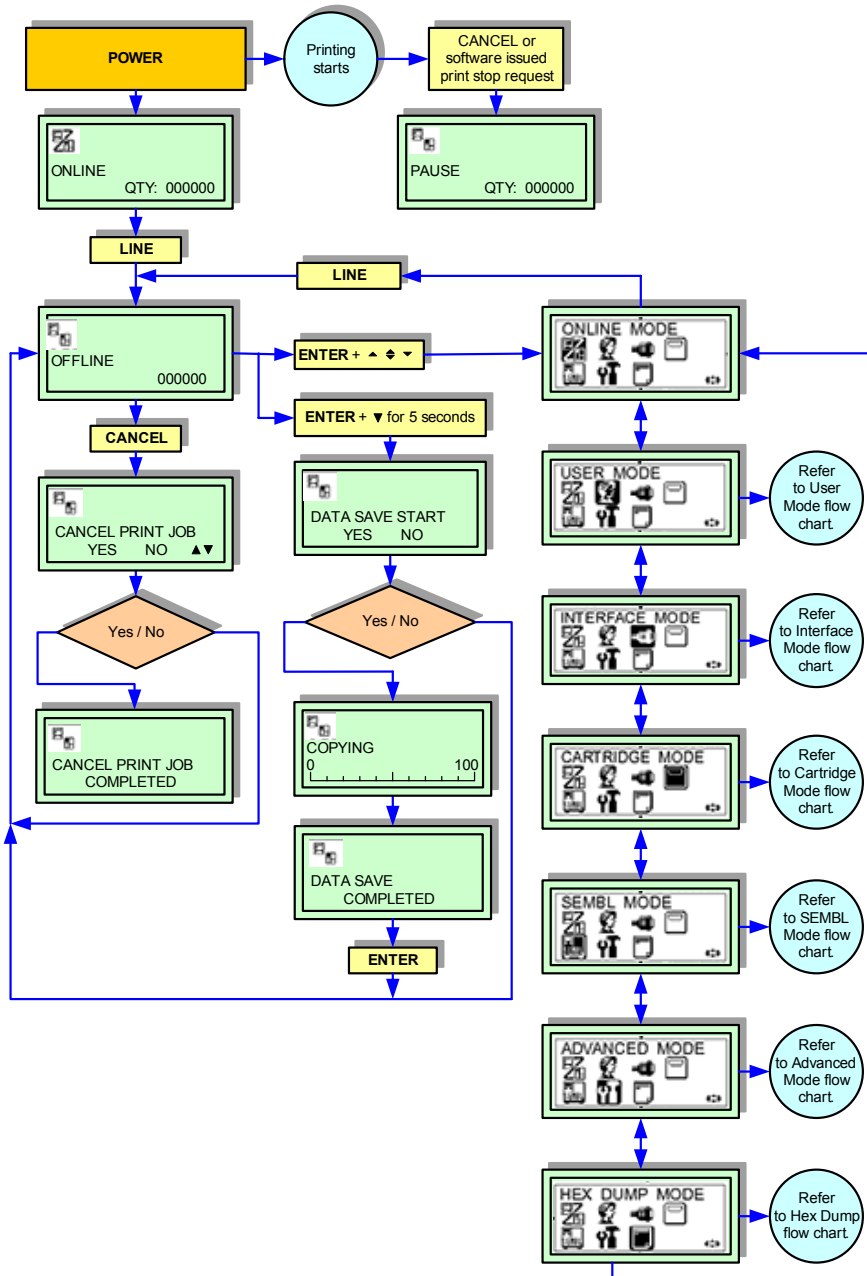 POWER
Printing
starts
CANCEL or
software issued
print stop request
ONLINE
QTY: 000000
PAUSE
QTY: 000000
LINE
LINE
OFFLINE
000000
ENTER + ▲ ◆ ▼
ONLINE MODE
CANCEL
ENTER + ▼ for 5 seconds
CANCEL PRINT JOB
YES NO ▲▼
DATA SAVE START
YES NO
USER MODE
Refer
to User
Mode flow
chart.
Yes / No
Yes / No
INTERFACE MODE
Refer
to Interface
Mode flow
chart.
CANCEL PRINT JOB
COMPLETED
COPYING
0 100
CARTRIDGE MODE
Refer
to Cartridge
Mode flow
chart.
DATA SAVE
COMPLETED
ENTER
SEMBL MODE
Refer
to SEMBL
Mode flow
chart.
ADVANCED MODE
Refer
to Advanced
Mode flow
chart.
HEX DUMP MODE
Refer
to Hex Dump
flow chart.